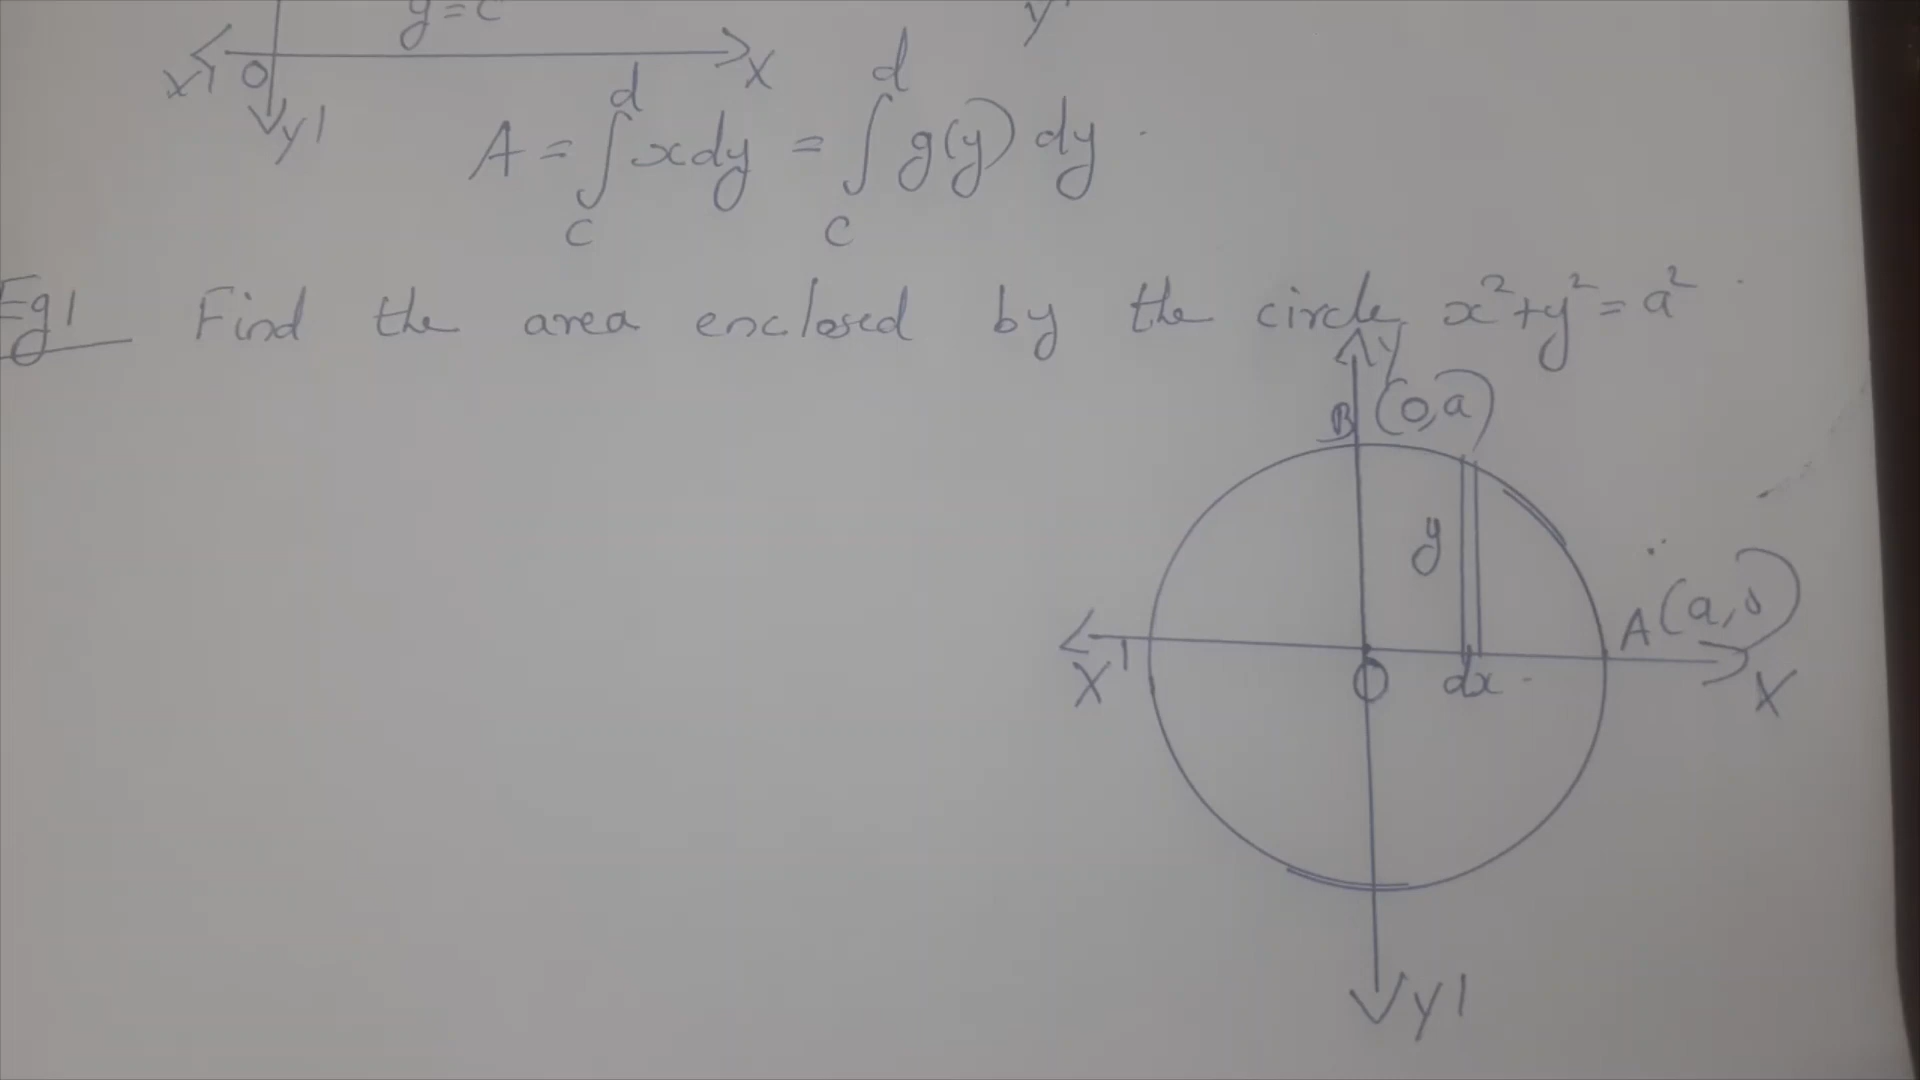 y = c
y'
X' O X
y'
A = ∫_c^d x dy = ∫_c^d g(y) dy.
Eg1 Find the area enclosed by the circle x² + y² = a².
y
B (0,a)
y
A (a,0)
X' O dx X
y'